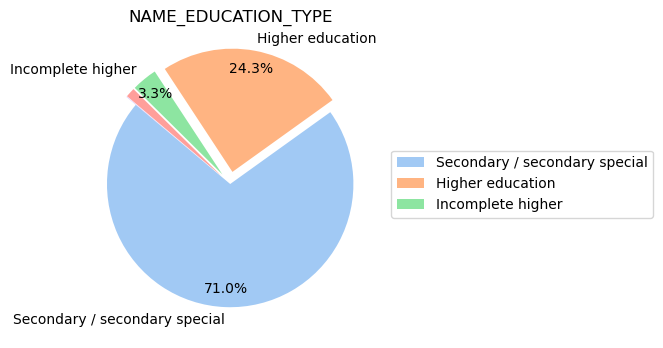 NAME_EDUCATION_TYPE
Higher education
24.3%
Incomplete higher
3.3%
Secondary / secondary special
Higher education
Incomplete higher
71.0%
Secondary / secondary special